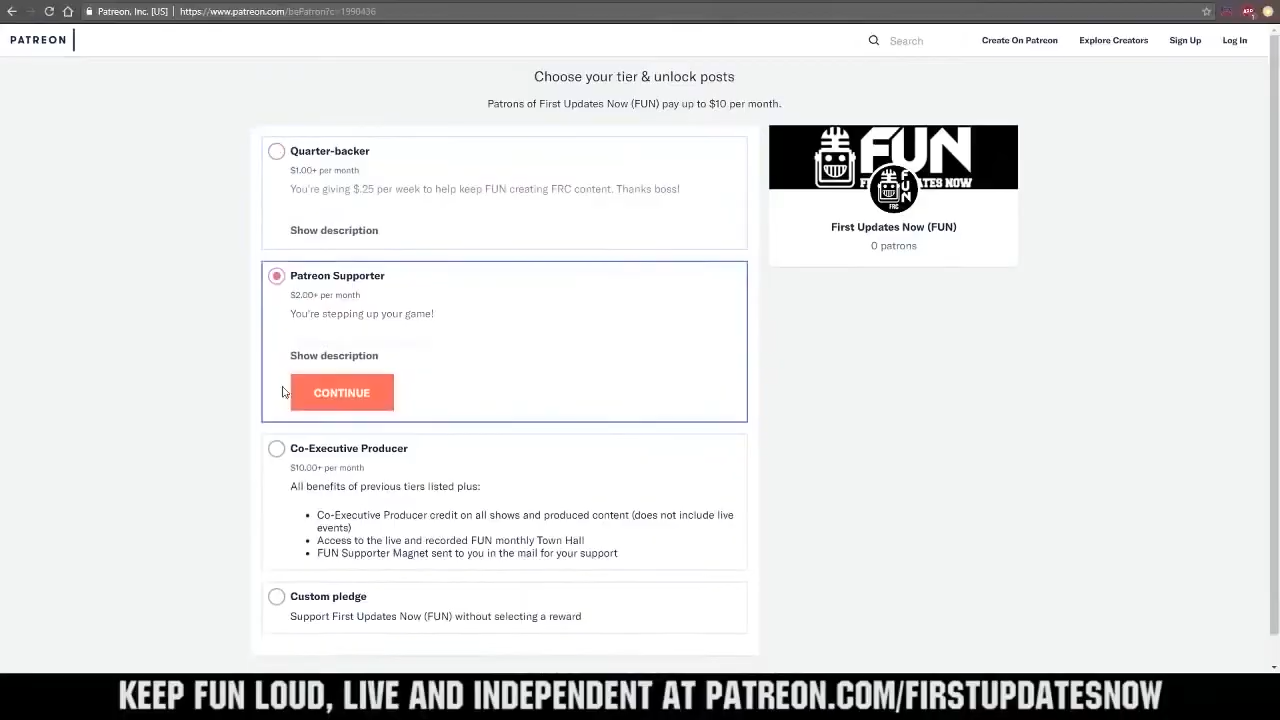 Patreon, Inc. [US] | https://www.patreon.com/bePatron?c=1990436
PATREON
Search
Create On Patreon
Explore Creators
Sign Up
Log In
Choose your tier & unlock posts
Patrons of First Updates Now (FUN) pay up to $10 per month.
Quarter-backer
$1.00+ per month
You're giving $.25 per week to help keep FUN creating FRC content. Thanks boss!
Show description
Patreon Supporter
$2.00+ per month
You're stepping up your game!
Show description
CONTINUE
Co-Executive Producer
$10.00+ per month
All benefits of previous tiers listed plus:
• Co-Executive Producer credit on all shows and produced content (does not include live
events)
• Access to the live and recorded FUN monthly Town Hall
• FUN Supporter Magnet sent to you in the mail for your support
Custom pledge
Support First Updates Now (FUN) without selecting a reward
FUN
FUN
FRC
First Updates Now (FUN)
0 patrons
KEEP FUN LOUD, LIVE AND INDEPENDENT AT PATREON.COM/FIRSTUPDATESNOW